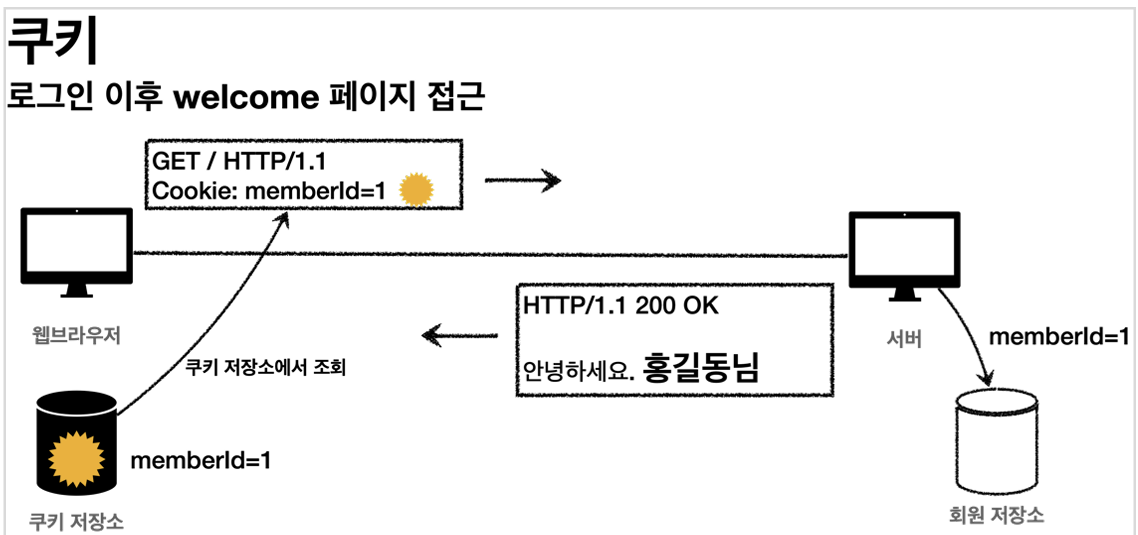 쿠키
로그인 이후 welcome 페이지 접근
GET / HTTP/1.1
Cookie: memberId=1
웹브라우저
HTTP/1.1 200 OK
안녕하세요. 홍길동님
서버
memberId=1
쿠키 저장소에서 조회
memberId=1
쿠키 저장소
회원 저장소